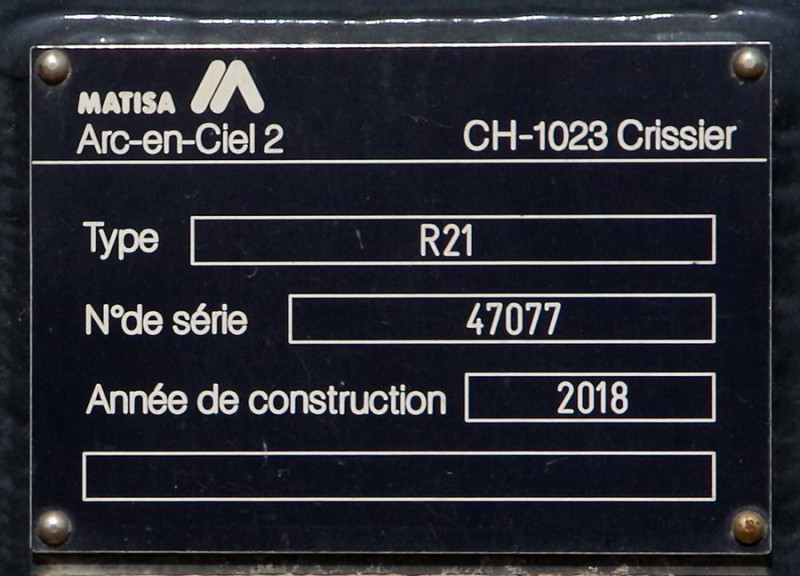 MATISA
Arc-en-Ciel 2 CH-1023 Crissier
Type R21
N°de série 47077
Année de construction 2018